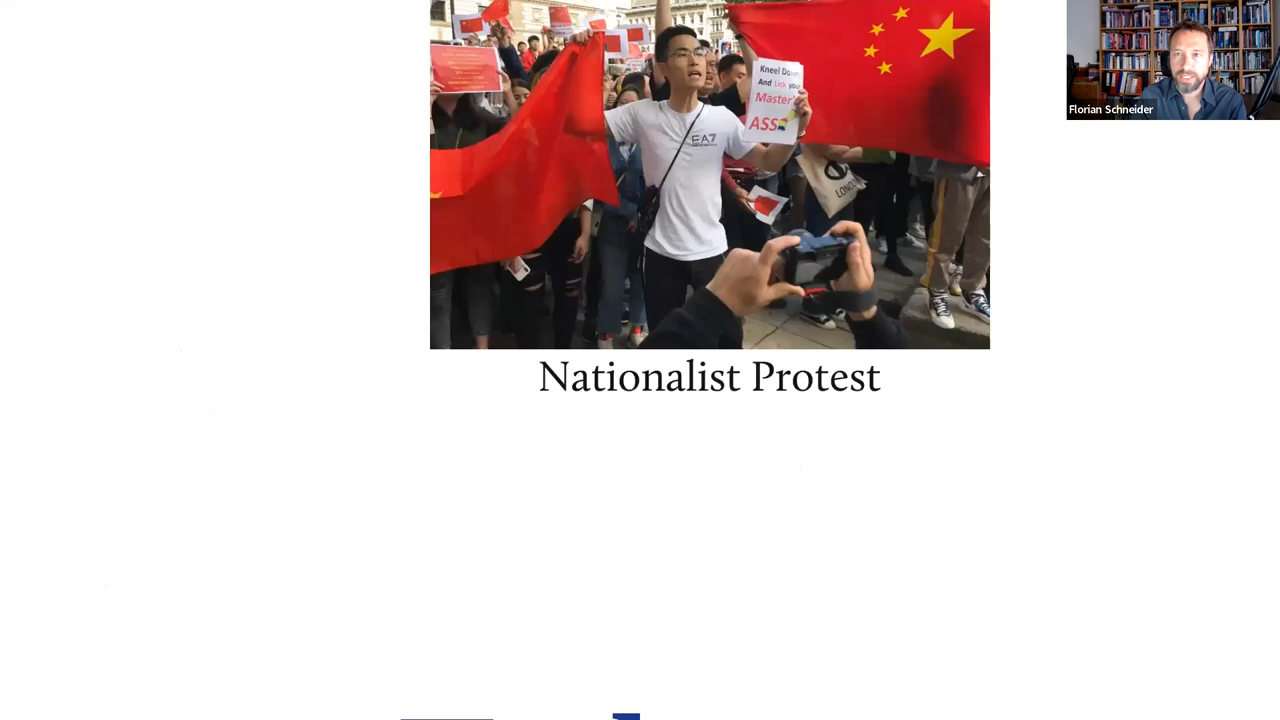 Kneel Down
And Lick your
Master's
ASS
EA7
LONDON
Nationalist Protest
Florian Schneider